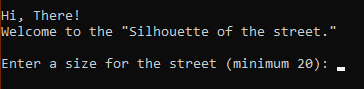 Hi, There!
Welcome to the "Silhouette of the street."
Enter a size for the street (minimum 20):